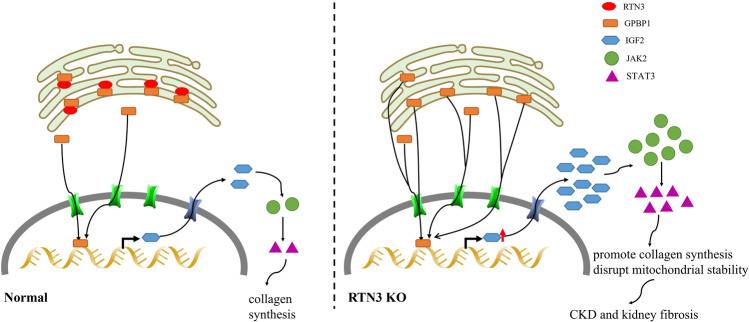 RTN3
GPBP1
IGF2
JAK2
STAT3
Normal
collagen
synthesis
RTN3 KO
promote collagen synthesis
disrupt mitochondrial stability
CKD and kidney fibrosis